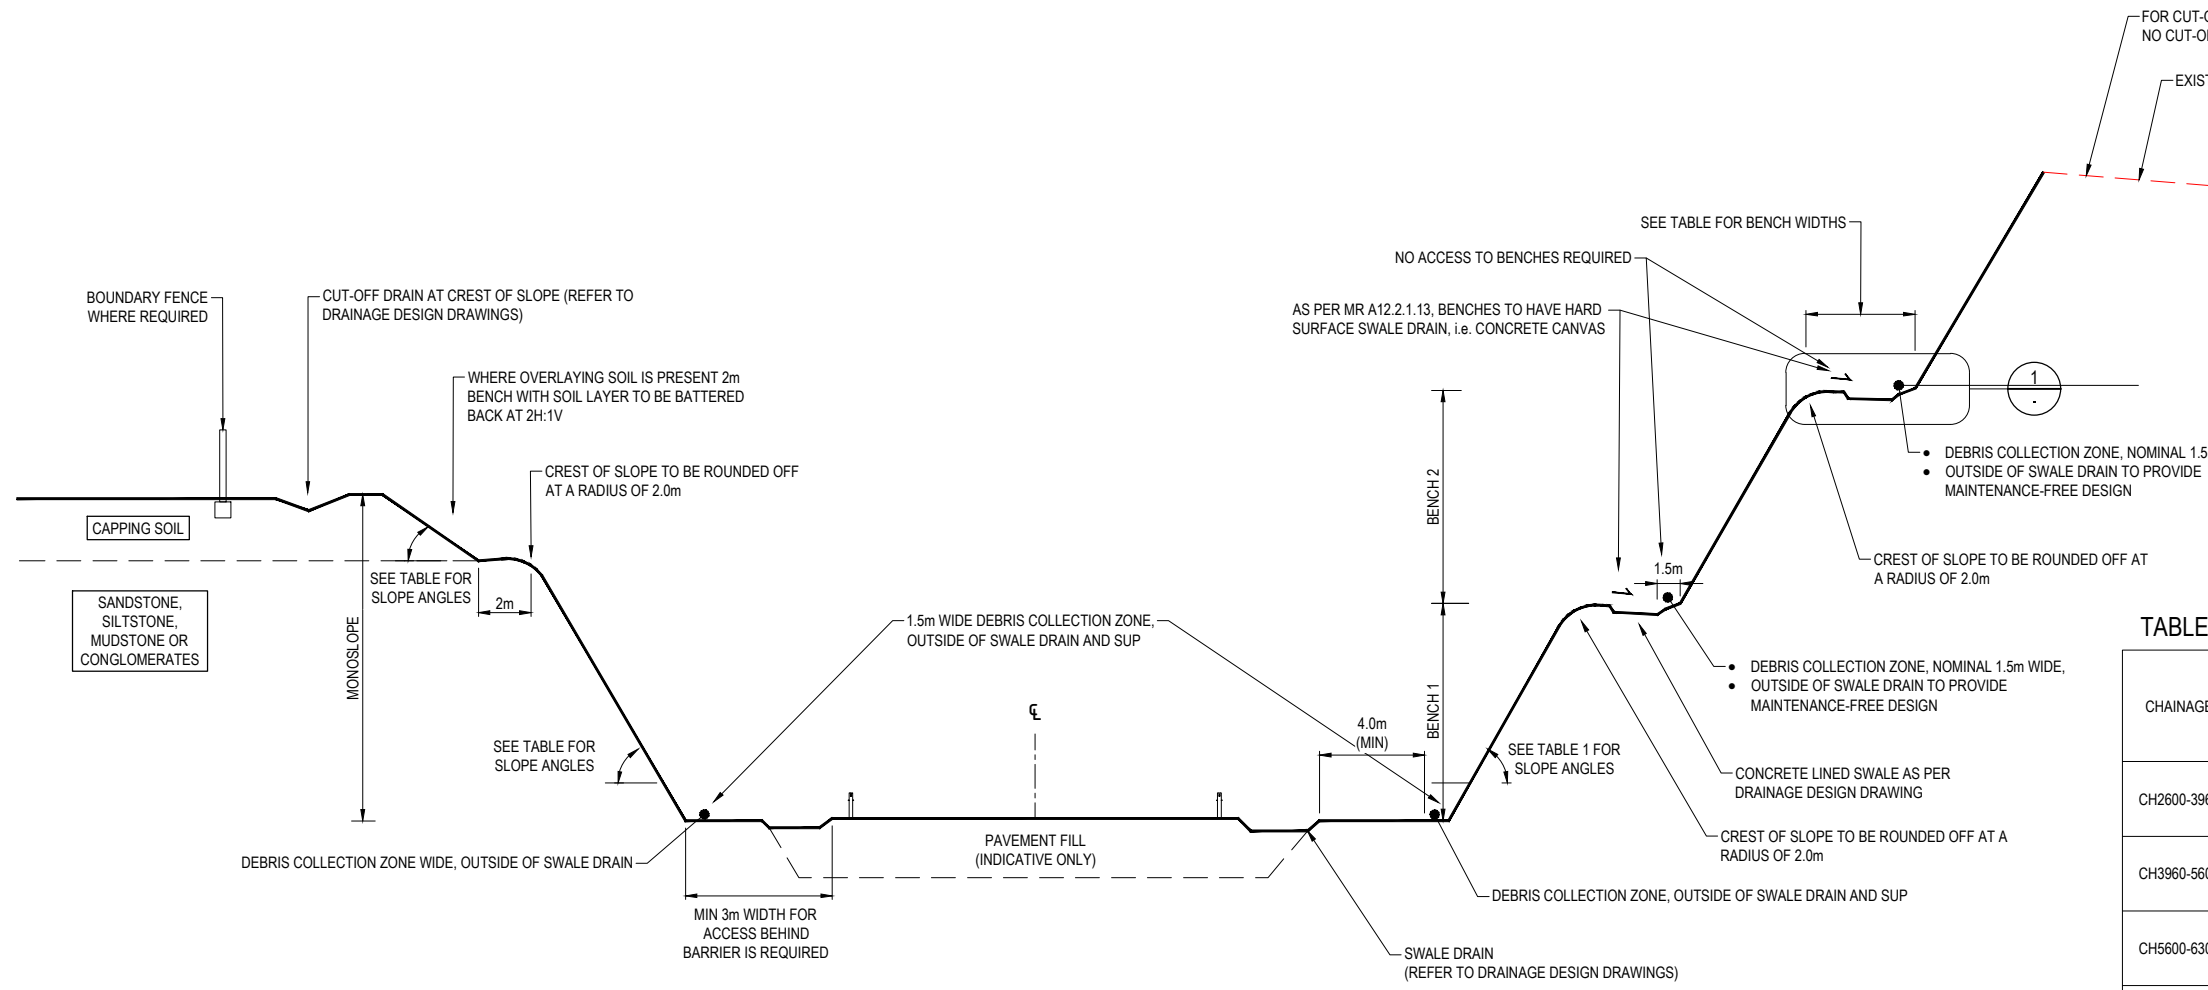 FOR CUT-
NO CUT-
EXIST
SEE TABLE FOR BENCH WIDTHS
NO ACCESS TO BENCHES REQUIRED
BOUNDARY FENCE
WHERE REQUIRED
CUT-OFF DRAIN AT CREST OF SLOPE (REFER TO
DRAINAGE DESIGN DRAWINGS)
AS PER MR A12.2.1.13, BENCHES TO HAVE HARD
SURFACE SWALE DRAIN, i.e. CONCRETE CANVAS
WHERE OVERLAYING SOIL IS PRESENT 2m
BENCH WITH SOIL LAYER TO BE BATTERED
BACK AT 2H:1V
1
-
CREST OF SLOPE TO BE ROUNDED OFF
AT A RADIUS OF 2.0m
BENCH 2
• DEBRIS COLLECTION ZONE, NOMINAL 1.5
• OUTSIDE OF SWALE DRAIN TO PROVIDE
MAINTENANCE-FREE DESIGN
CAPPING SOIL
CREST OF SLOPE TO BE ROUNDED OFF AT
A RADIUS OF 2.0m
1.5m
SEE TABLE FOR
SLOPE ANGLES
2m
SANDSTONE,
SILTSTONE,
MUDSTONE OR
CONGLOMERATES
MONOSLOPE
1.5m WIDE DEBRIS COLLECTION ZONE,
OUTSIDE OF SWALE DRAIN AND SUP
TABLE
• DEBRIS COLLECTION ZONE, NOMINAL 1.5m WIDE,
• OUTSIDE OF SWALE DRAIN TO PROVIDE
MAINTENANCE-FREE DESIGN
BENCH 1
CHAINAGE
℄
4.0m
(MIN)
SEE TABLE FOR
SLOPE ANGLES
SEE TABLE 1 FOR
SLOPE ANGLES
CONCRETE LINED SWALE AS PER
DRAINAGE DESIGN DRAWING
CH2600-396
PAVEMENT FILL
(INDICATIVE ONLY)
CREST OF SLOPE TO BE ROUNDED OFF AT A
RADIUS OF 2.0m
DEBRIS COLLECTION ZONE WIDE, OUTSIDE OF SWALE DRAIN
CH3960-560
DEBRIS COLLECTION ZONE, OUTSIDE OF SWALE DRAIN AND SUP
MIN 3m WIDTH FOR
ACCESS BEHIND
BARRIER IS REQUIRED
SWALE DRAIN
(REFER TO DRAINAGE DESIGN DRAWINGS)
CH5600-630